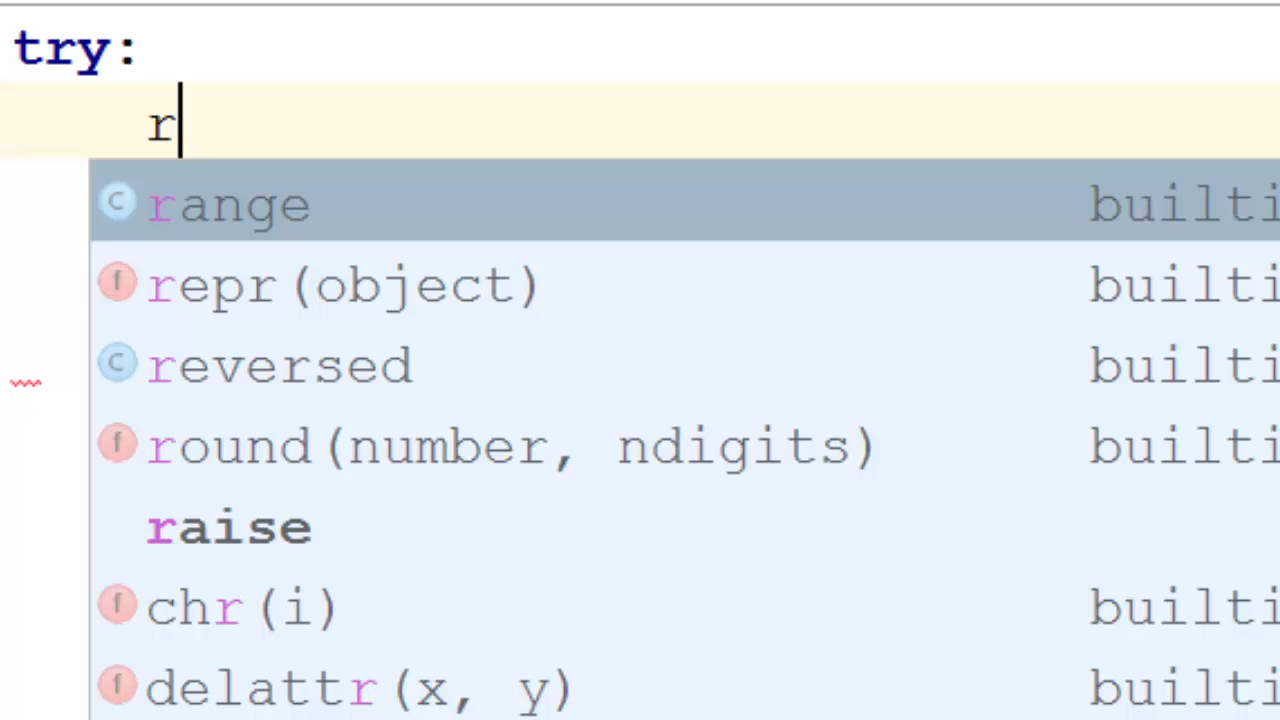 try:
r
c range builti
f repr(object) builti
c reversed builti
f round(number, ndigits) builti
raise
f chr(i) builti
f delattr(x, y) builti